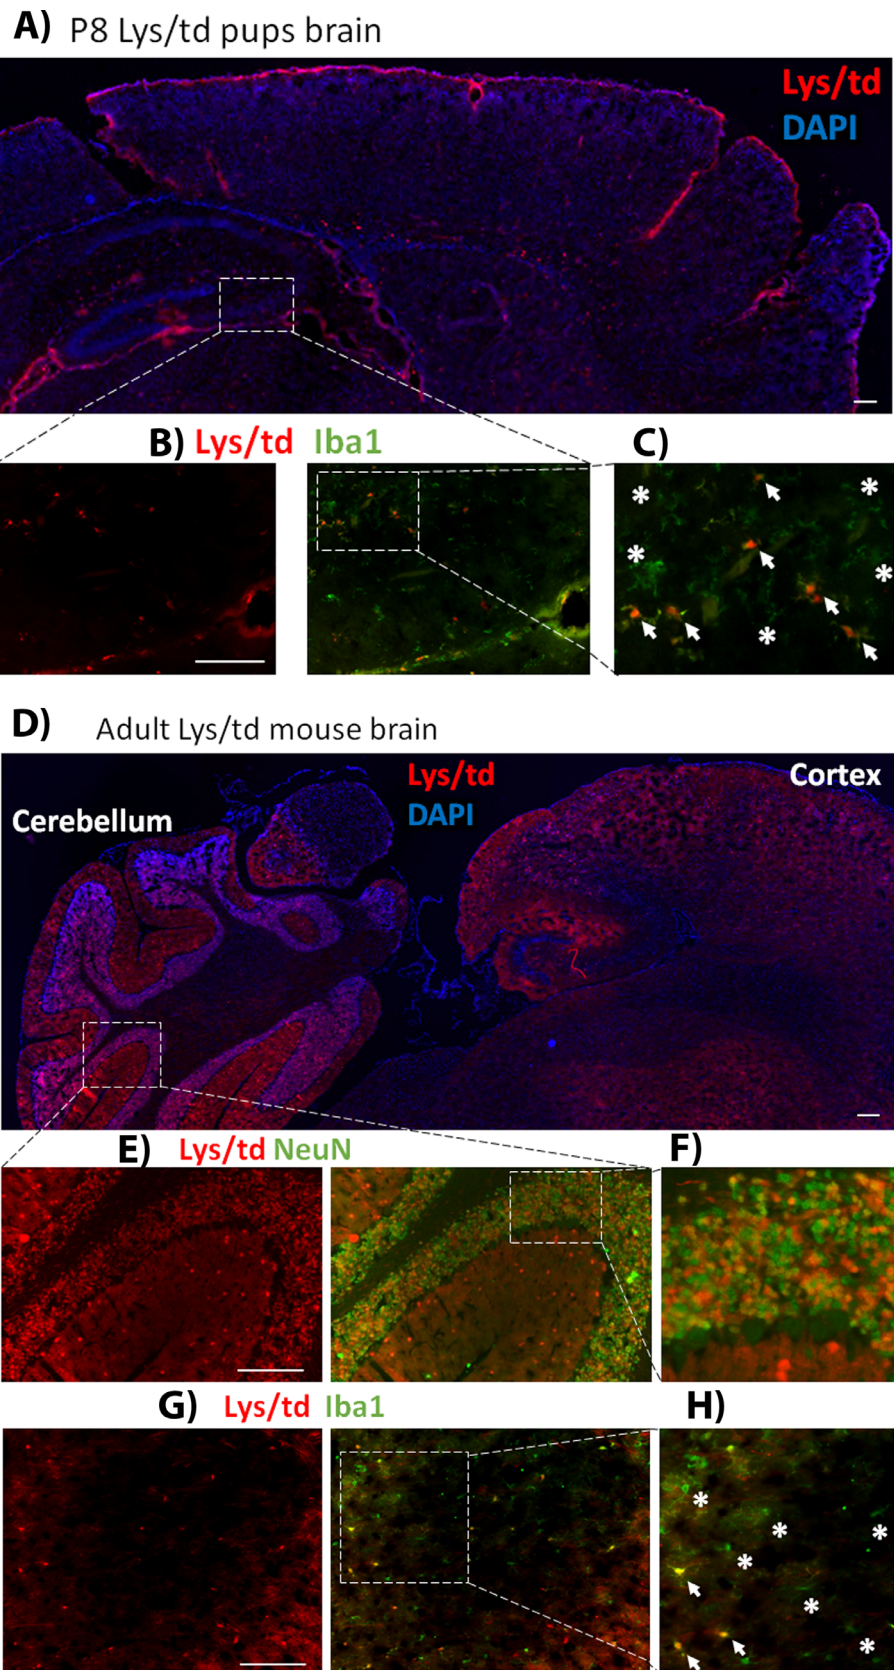 A) P8 Lys/td pups brain
Lys/td
DAPI
B) Lys/td Iba1
C)
* * * * *
D) Adult Lys/td mouse brain
Lys/td
DAPI
Cortex
Cerebellum
E) Lys/td NeuN
F)
G) Lys/td Iba1
H)
* * * * * *